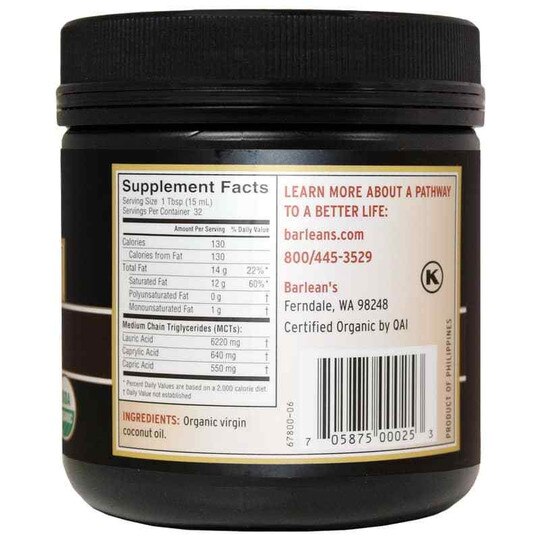 Supplement Facts
Serving Size 1 Tbsp (15 mL)
Servings Per Container 32
Amount Per Serving % Daily Value
Calories 130
Calories from Fat 130
Total Fat 14 g 22%*
Saturated Fat 12 g 60%*
Polyunsaturated Fat 0 g †
Monounsaturated Fat 1 g †
Medium Chain Triglycerides (MCTs):
Lauric Acid 6220 mg †
Caprylic Acid 640 mg †
Capric Acid 550 mg †
* Percent Daily Values are based on a 2,000 calorie diet.
† Daily Value not established
INGREDIENTS: Organic virgin
coconut oil.
LEARN MORE ABOUT A PATHWAY
TO A BETTER LIFE:
barleans.com
800/445-3529
Barlean's
Ferndale, WA 98248
Certified Organic by QAI
K
67800-06
7 05875 00025 3
PRODUCT OF PHILIPPINES